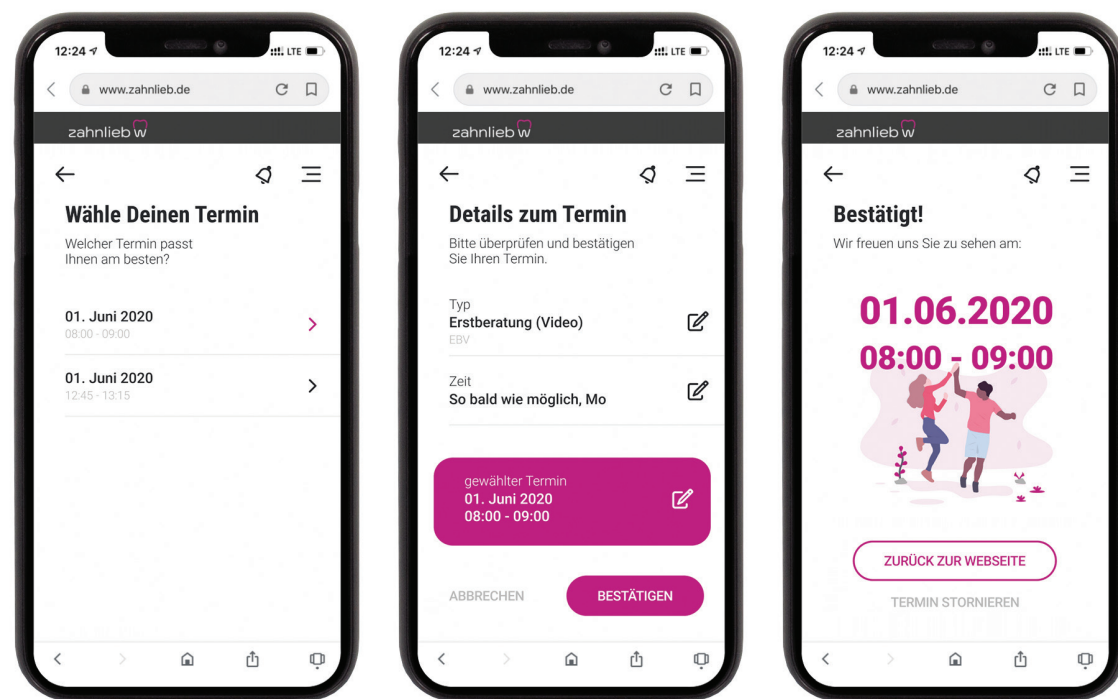 12:24
LTE
www.zahnlieb.de
zahnlieb
Wähle Deinen Termin
Welcher Termin passt
Ihnen am besten?
01. Juni 2020
08:00 - 09:00
01. Juni 2020
12:45 - 13:15
12:24
LTE
www.zahnlieb.de
zahnlieb
Details zum Termin
Bitte überprüfen und bestätigen
Sie Ihren Termin.
Typ
Erstberatung (Video)
EBV
Zeit
So bald wie möglich, Mo
gewählter Termin
01. Juni 2020
08:00 - 09:00
ABBRECHEN
BESTÄTIGEN
12:24
LTE
www.zahnlieb.de
zahnlieb
Bestätigt!
Wir freuen uns Sie zu sehen am:
01.06.2020
08:00 - 09:00
ZURÜCK ZUR WEBSEITE
TERMIN STORNIEREN